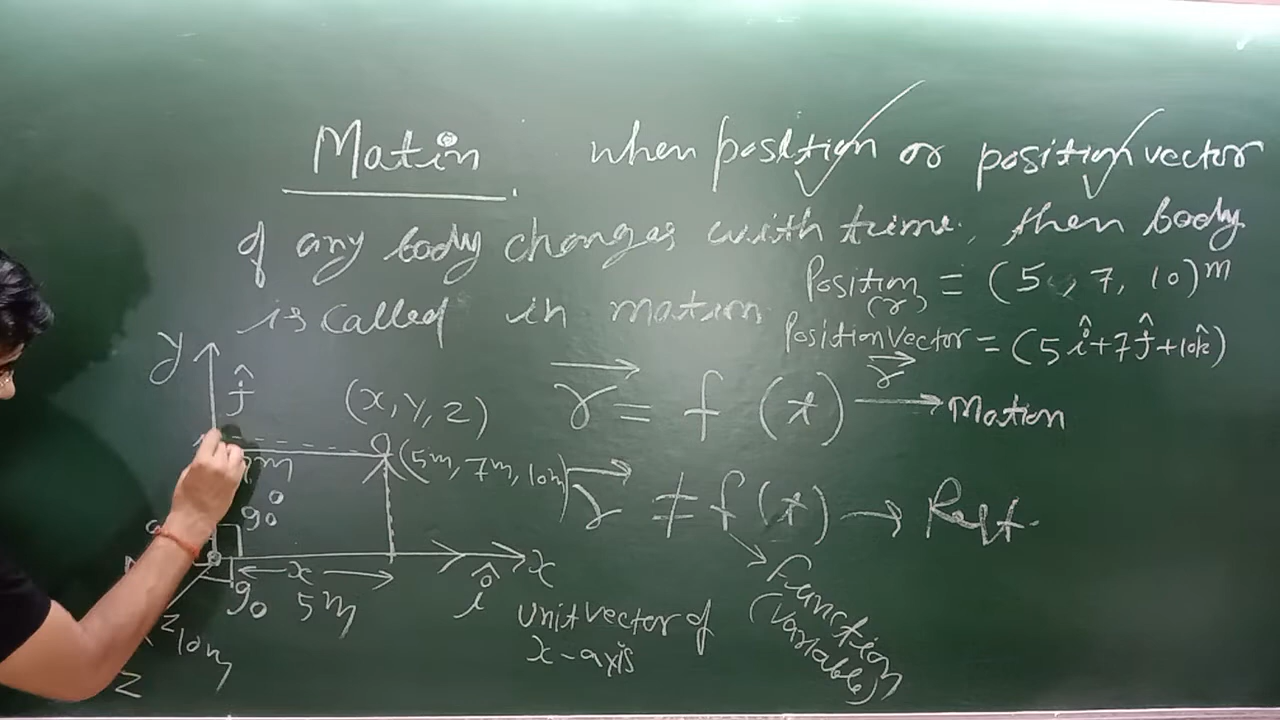 Motion when position or position vector
of any body changes with time, then body
is called in motion
Position (r) = (5, 7, 10)m
Position Vector r = (5î+7ĵ+10k̂)
y
ĵ
(x, y, z)
r = f (t) → Motion
(5m, 7m, 10m)
r ≠ f (t) → Rest.
7m
90°
x
x
5m
90
î
unit vector of
x-axis
Function
(Variable)
z
10m
z